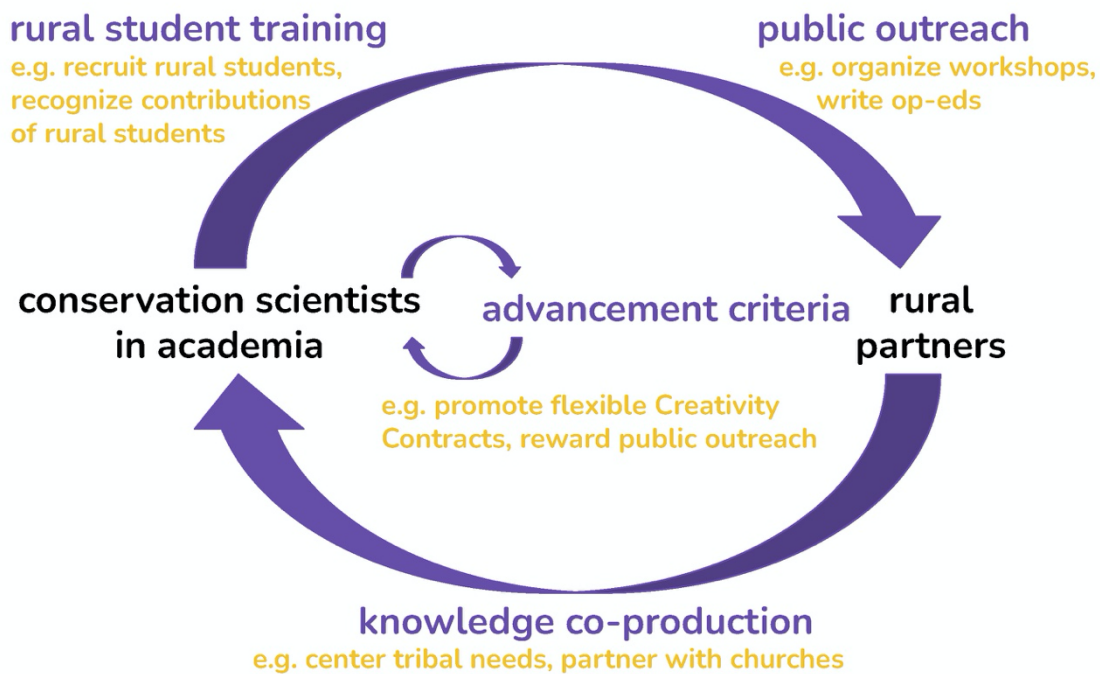 rural student training
e.g. recruit rural students,
recognize contributions
of rural students
public outreach
e.g. organize workshops,
write op-eds
conservation scientists
in academia
advancement criteria
e.g. promote flexible Creativity
Contracts, reward public outreach
rural
partners
knowledge co-production
e.g. center tribal needs, partner with churches